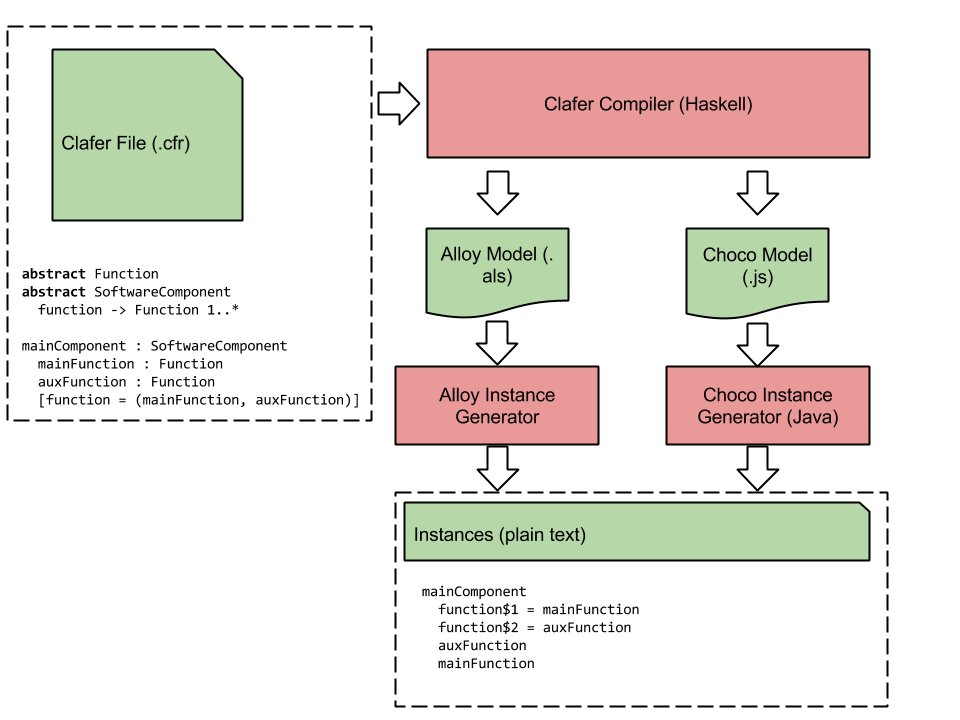 Clafer File (.cfr)
abstract Function
abstract SoftwareComponent
  function -> Function 1..*
mainComponent : SoftwareComponent
  mainFunction : Function
  auxFunction : Function
  [function = (mainFunction, auxFunction)]
Clafer Compiler (Haskell)
Alloy Model (.
als)
Choco Model
(.js)
Alloy Instance
Generator
Choco Instance
Generator (Java)
Instances (plain text)
mainComponent
  function$1 = mainFunction
  function$2 = auxFunction
  auxFunction
  mainFunction